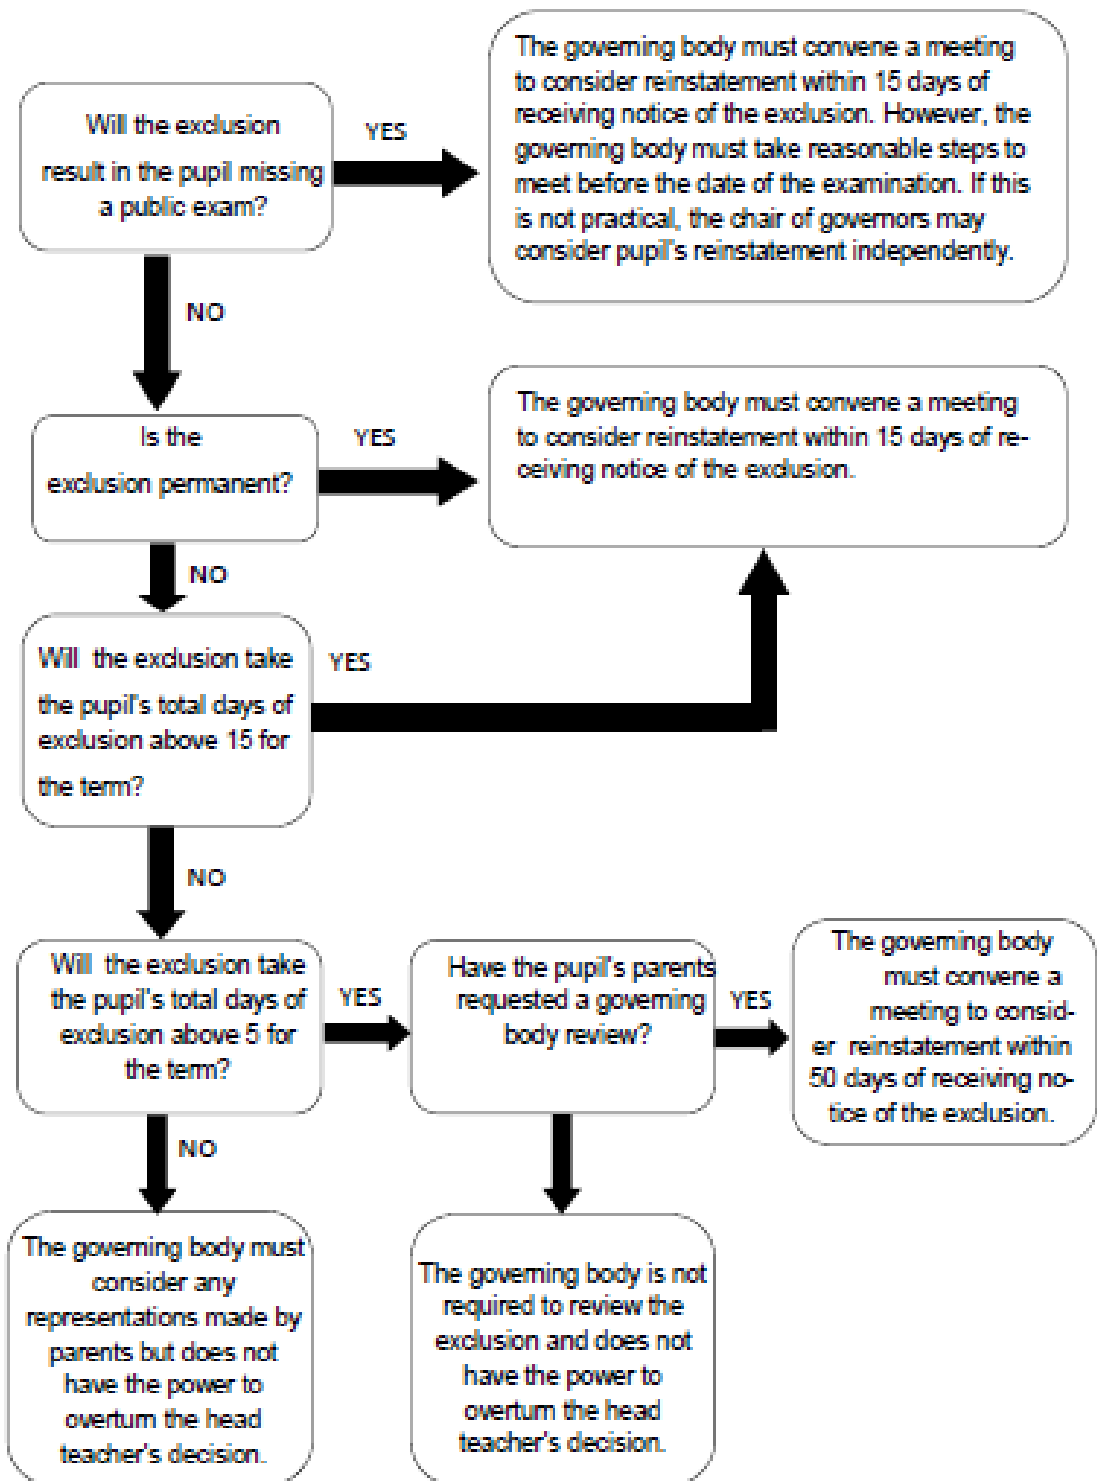 Will the exclusion
result in the pupil missing
a public exam?
YES
The governing body must convene a meeting
to consider reinstatement within 15 days of
receiving notice of the exclusion. However, the
governing body must take reasonable steps to
meet before the date of the examination. If this
is not practical, the chair of governors may
consider pupil's reinstatement independently.
NO
Is the
exclusion permanent?
YES
The governing body must convene a meeting
to consider reinstatement within 15 days of re-
ceiving notice of the exclusion.
NO
Will the exclusion take
the pupil's total days of
exclusion above 15 for
the term?
YES
NO
Will the exclusion take
the pupil's total days of
exclusion above 5 for
the term?
YES
Have the pupil's parents
requested a governing
body review?
YES
The governing body
must convene a
meeting to consid-
er reinstatement within
50 days of receiving no-
tice of the exclusion.
NO
The governing body must
consider any
representations made by
parents but does not
have the power to
overturn the head
teacher's decision.
The governing body is not
required to review the
exclusion and does not
have the power to
overturn the head
teacher's decision.